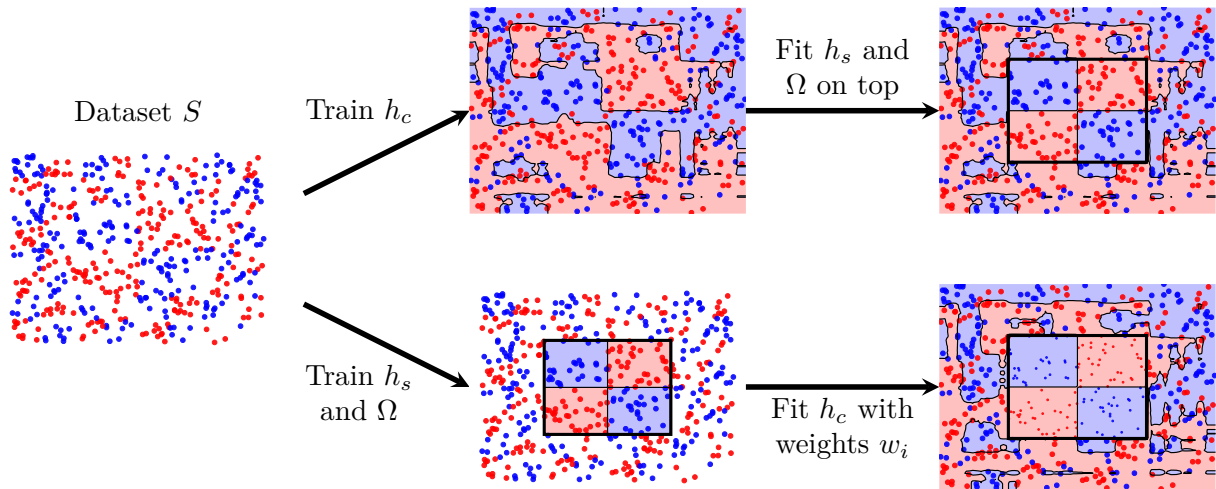 Dataset S
Train h_c
Fit h_s and
Ω on top
Train h_s
and Ω
Fit h_c with
weights w_i